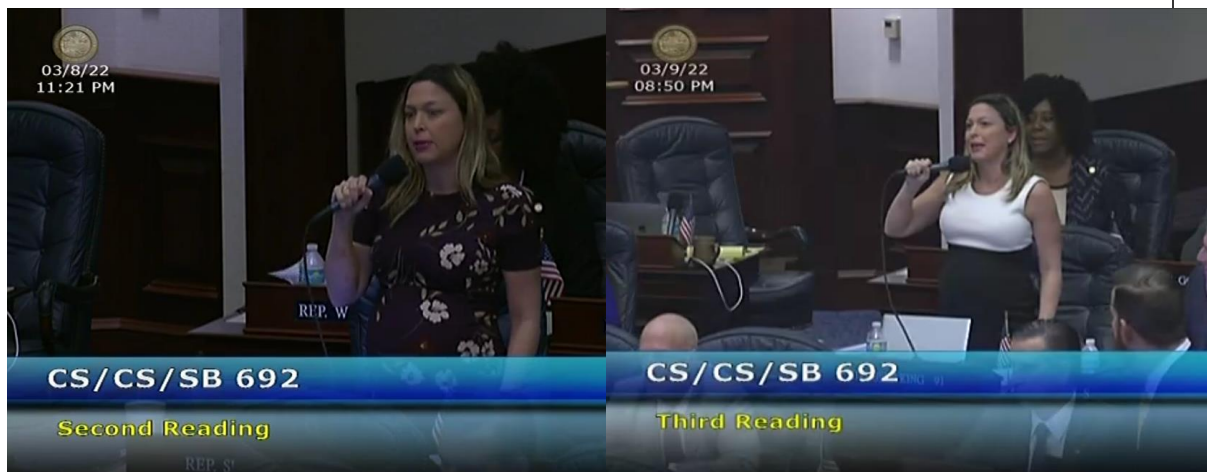 03/8/22
11:21 PM
REP. W
CS/CS/SB 692
Second Reading
REP. S
03/9/22
08:50 PM
CS/CS/SB 692
Third Reading